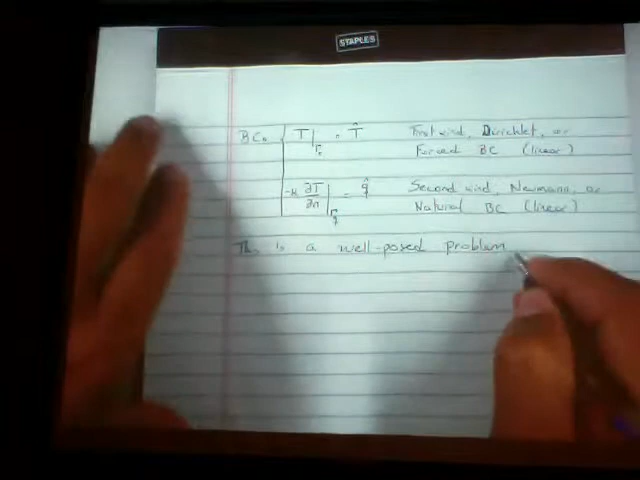 STAPLES
BCs T|Γ = T̂ First kind, Dirichlet, or
Forced BC (linear)
-k ∂T/∂n|Γq = q̂ Second kind, Neumann, or
Natural BC (linear)
This is a well-posed problem